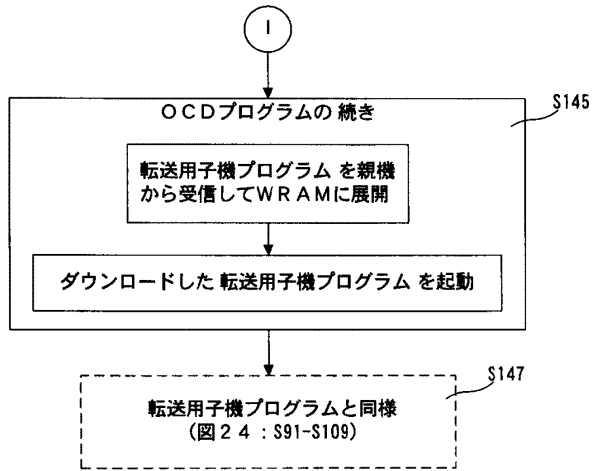 I
S145
OCDプログラムの続き
転送用子機プログラム を親機
から受信してWRAMに展開
ダウンロードした 転送用子機プログラム を起動
S147
転送用子機プログラムと同様
(図24:S91-S109)